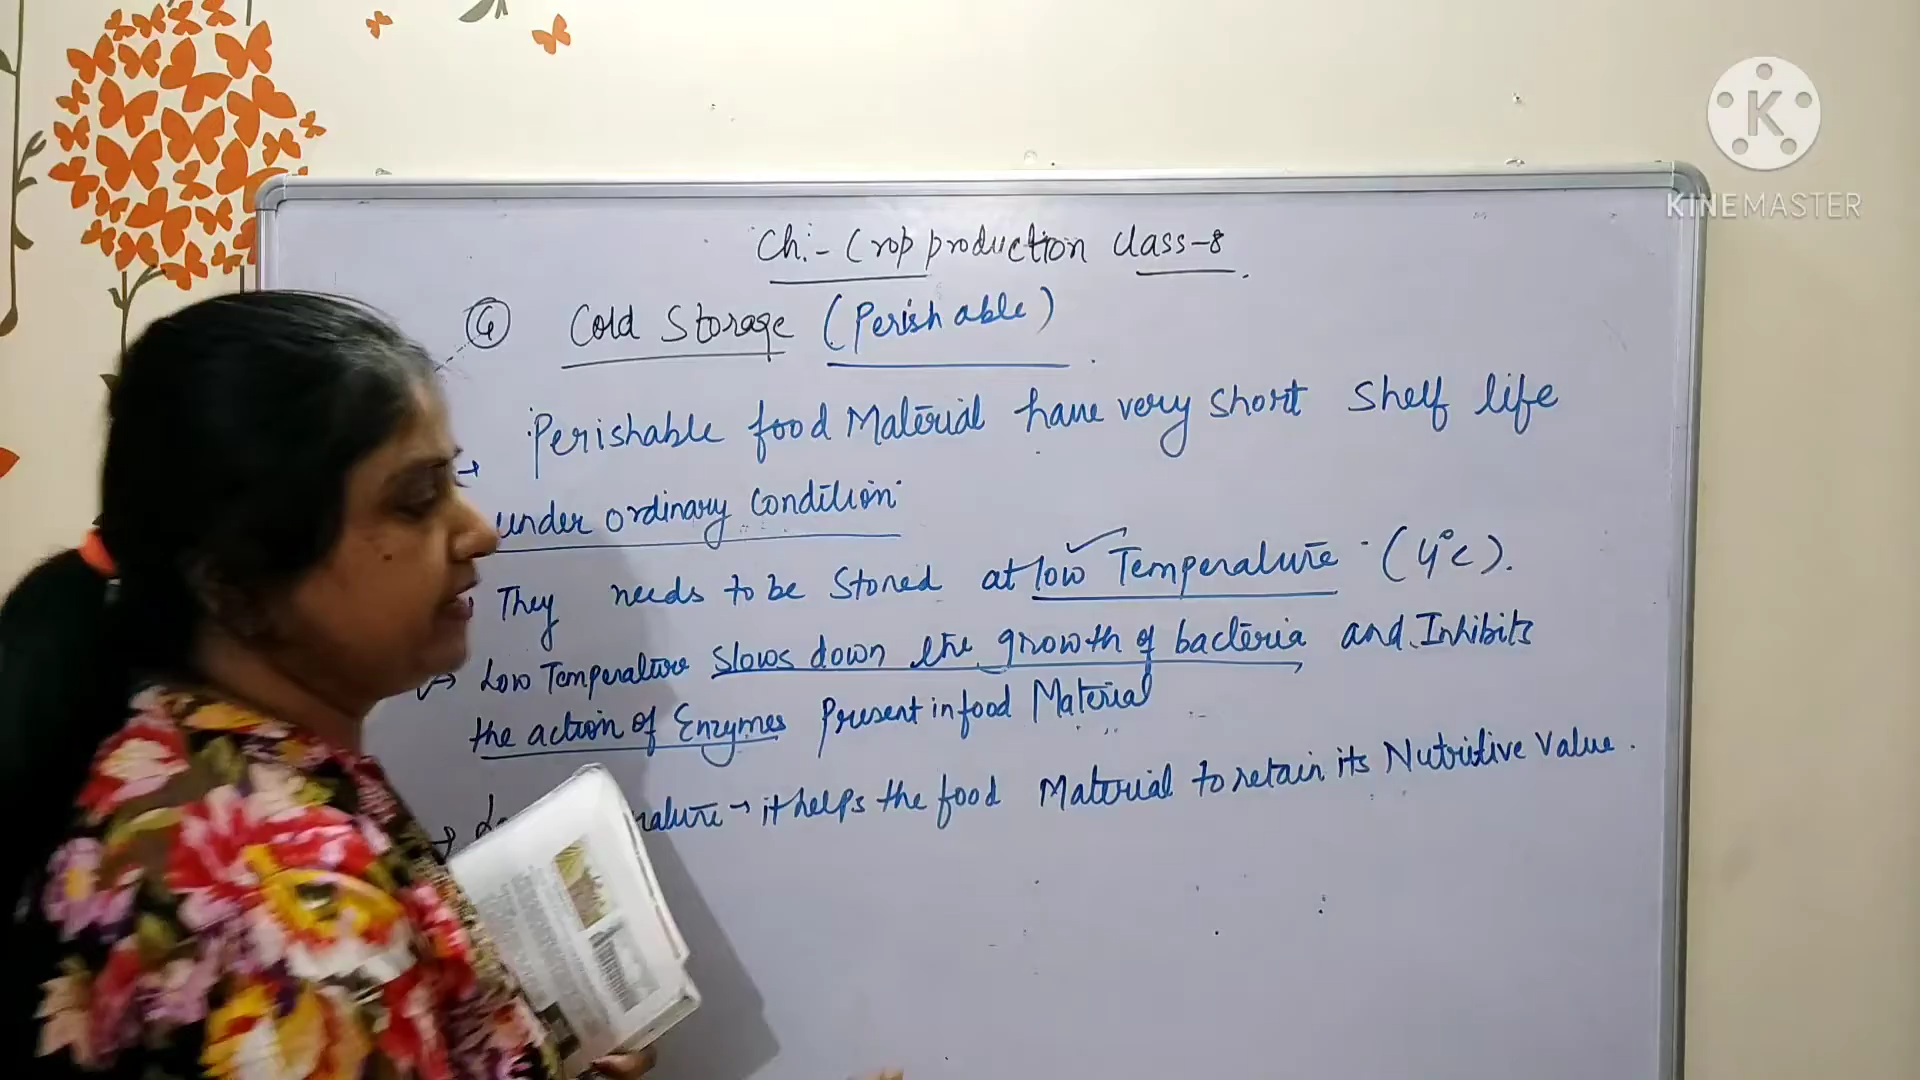 Ch:- Crop production Class-8
Cold Storage (Perishable)
→ Perishable food Material have very short shelf life
under ordinary condition
They needs to be stored at low Temperature (4°C).
→ Low Temperature slows down the growth of bacteria and Inhibits
the action of Enzymes Present in food Material
→ it helps the food Material to retain its Nutritive Value.
K
KINEMASTER